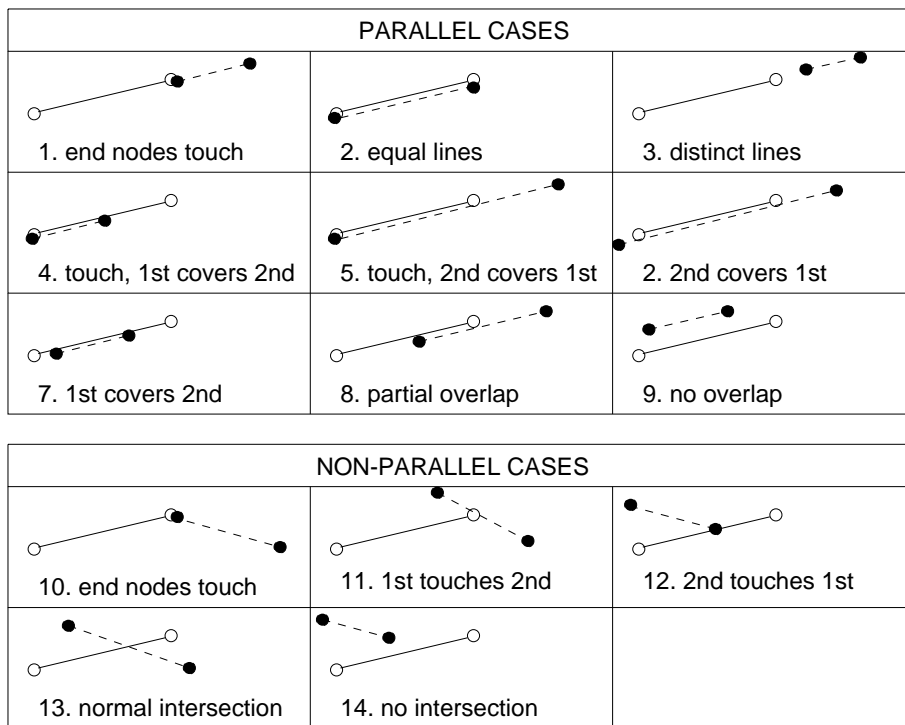 PARALLEL CASES
1. end nodes touch
2. equal lines
3. distinct lines
4. touch, 1st covers 2nd
5. touch, 2nd covers 1st
2. 2nd covers 1st
7. 1st covers 2nd
8. partial overlap
9. no overlap
NON-PARALLEL CASES
10. end nodes touch
11. 1st touches 2nd
12. 2nd touches 1st
13. normal intersection
14. no intersection